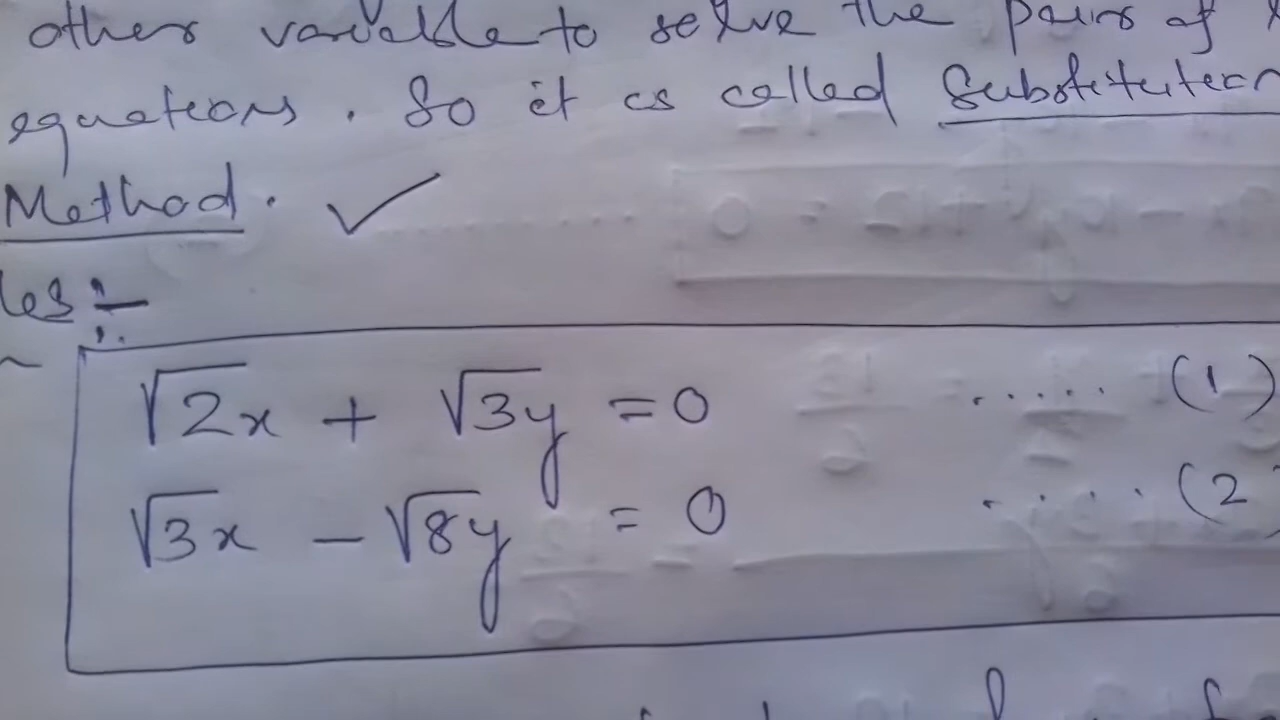 other variable to solve the pairs of
equations. So it is called Substitution
Method. ✓
les :-
√2x + √3y = 0 ..... (1)
√3x - √8y = 0 ..... (2)